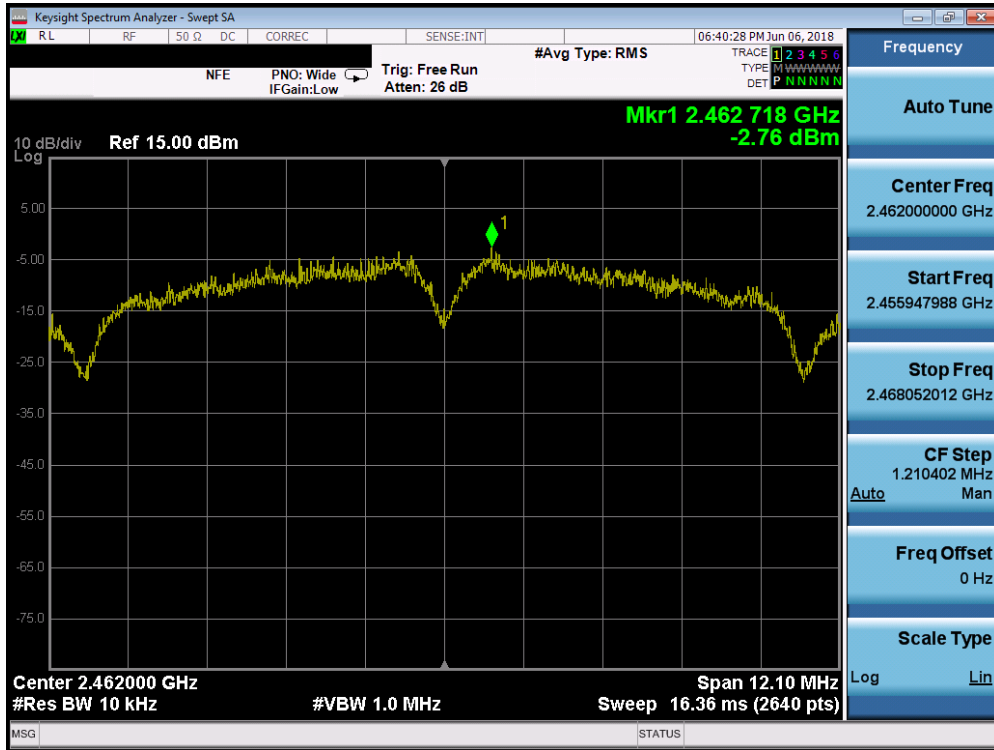 Keysight Spectrum Analyzer - Swept SA
LXI RL RF 50 Ω DC CORREC SENSE:INT 06:40:28 PM Jun 06, 2018
#Avg Type: RMS TRACE 1 2 3 4 5 6
NFE PNO: Wide Trig: Free Run TYPE M W W W W W
IFGain:Low Atten: 26 dB DET P N N N N N
Mkr1 2.462 718 GHz
-2.76 dBm
10 dB/div Ref 15.00 dBm
Log
1
5.00
-5.00
-15.0
-25.0
-35.0
-45.0
-55.0
-65.0
-75.0
Center 2.462000 GHz Span 12.10 MHz
#Res BW 10 kHz #VBW 1.0 MHz Sweep 16.36 ms (2640 pts)
MSG STATUS
Frequency
Auto Tune
Center Freq
2.462000000 GHz
Start Freq
2.455947988 GHz
Stop Freq
2.468052012 GHz
CF Step
1.210402 MHz
Auto Man
Freq Offset
0 Hz
Scale Type
Log Lin